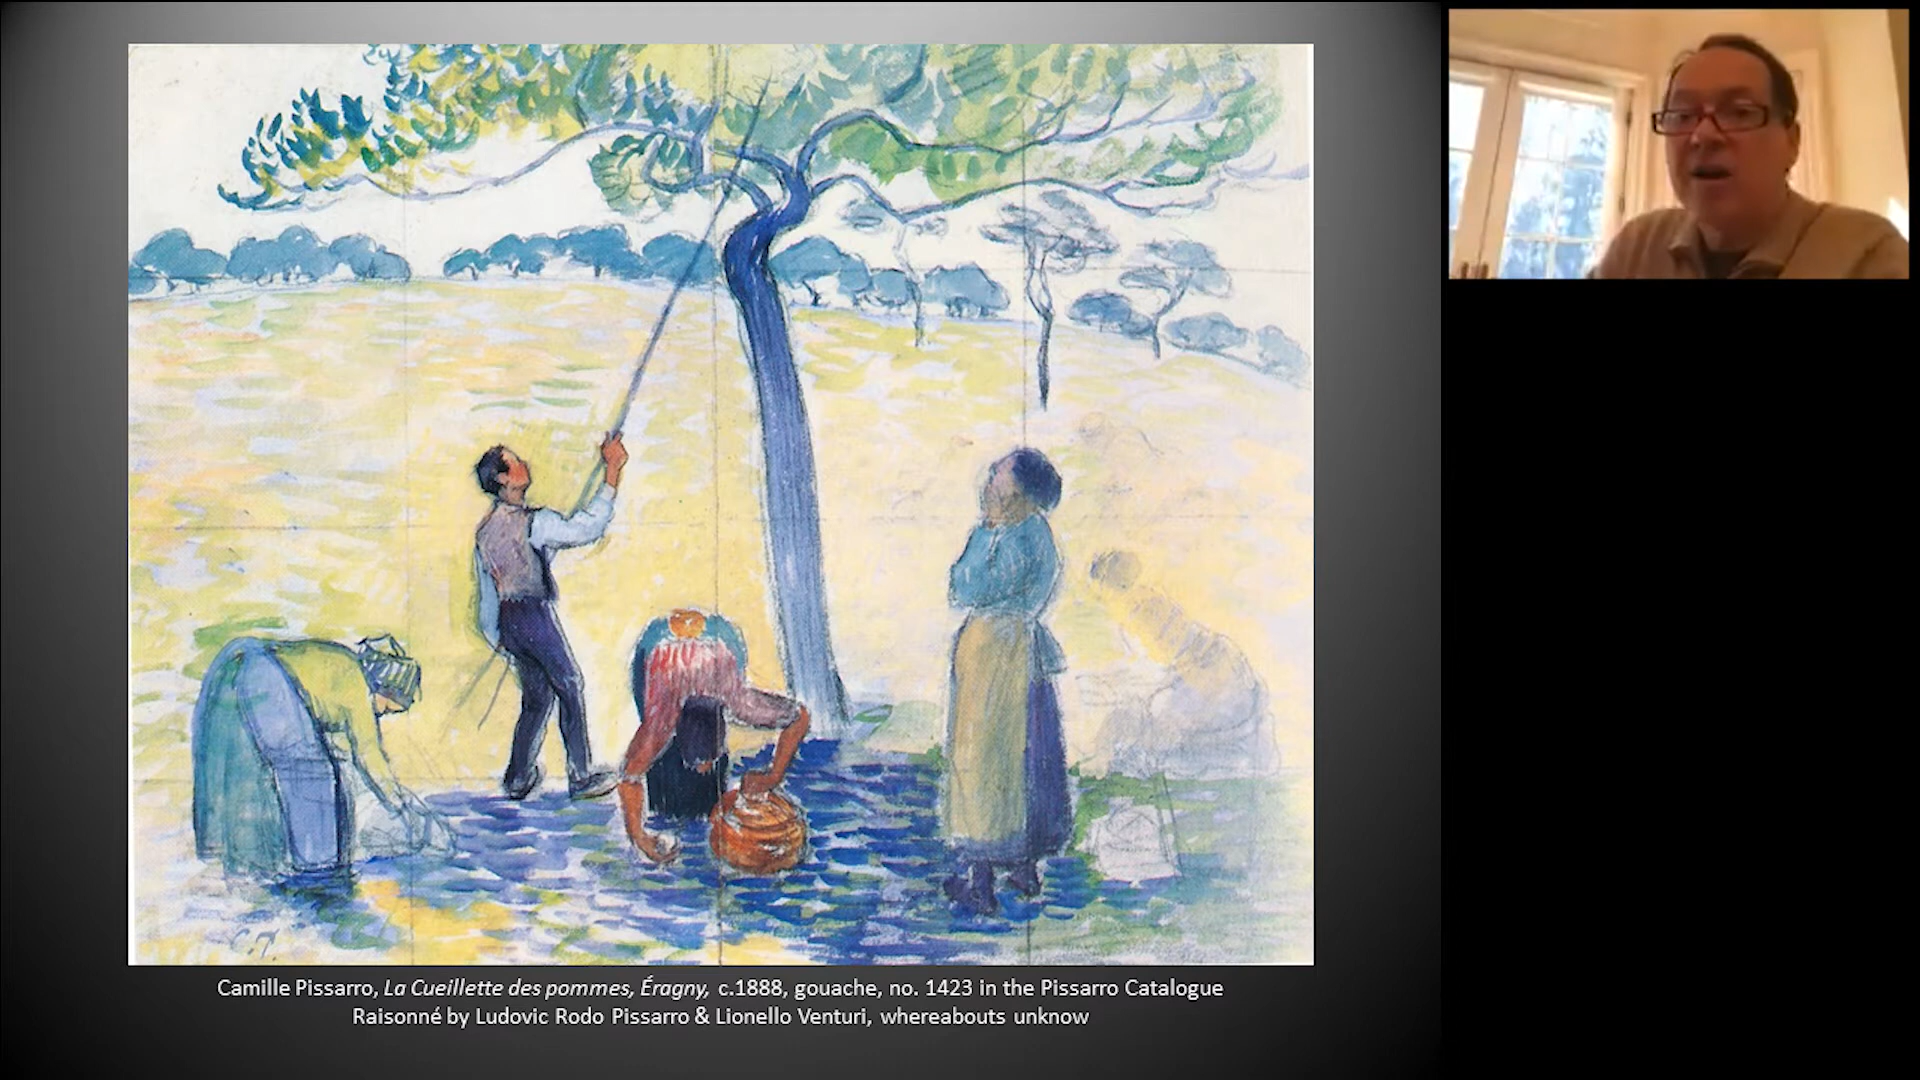 C.P.
Camille Pissarro, La Cueillette des pommes, Éragny, c.1888, gouache, no. 1423 in the Pissarro Catalogue
Raisonné by Ludovic Rodo Pissarro & Lionello Venturi, whereabouts unknow